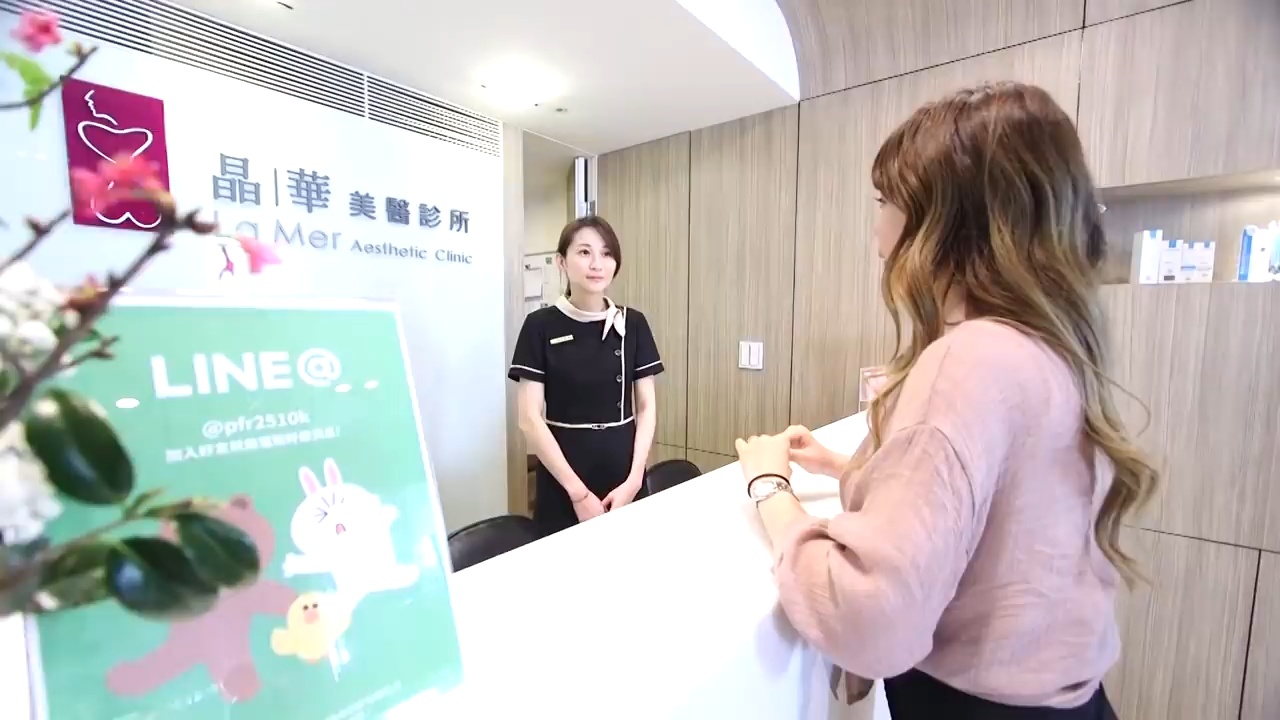 晶華 美醫診所
La Mer Aesthetic Clinic
LINE@
@pfr2510k